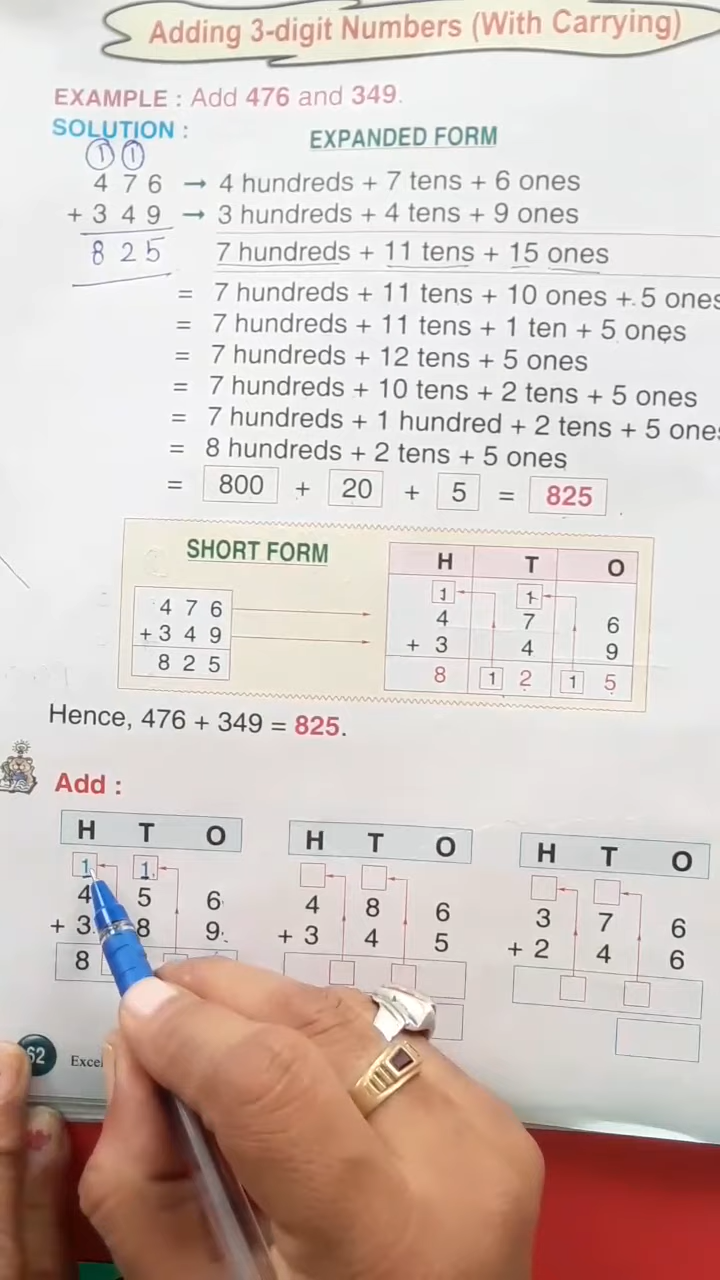 Adding 3-digit Numbers (With Carrying)
EXAMPLE : Add 476 and 349.
SOLUTION :
EXPANDED FORM
1 1
4 7 6 → 4 hundreds + 7 tens + 6 ones
+ 3 4 9 → 3 hundreds + 4 tens + 9 ones
8 2 5 7 hundreds + 11 tens + 15 ones
= 7 hundreds + 11 tens + 10 ones + 5 ones
= 7 hundreds + 11 tens + 1 ten + 5 ones
= 7 hundreds + 12 tens + 5 ones
= 7 hundreds + 10 tens + 2 tens + 5 ones
= 7 hundreds + 1 hundred + 2 tens + 5 ones
= 8 hundreds + 2 tens + 5 ones
= 800 + 20 + 5 = 825
SHORT FORM
4 7 6
+ 3 4 9
8 2 5
H T O
1 1
4 7 6
+ 3 4 9
8 1 2 1 5
Hence, 476 + 349 = 825.
Add :
H T O
1 1
4 5 6
+ 3 8 9
8
H T O
4 8 6
+ 3 4 5
H T O
3 7 6
+ 2 4 6
62